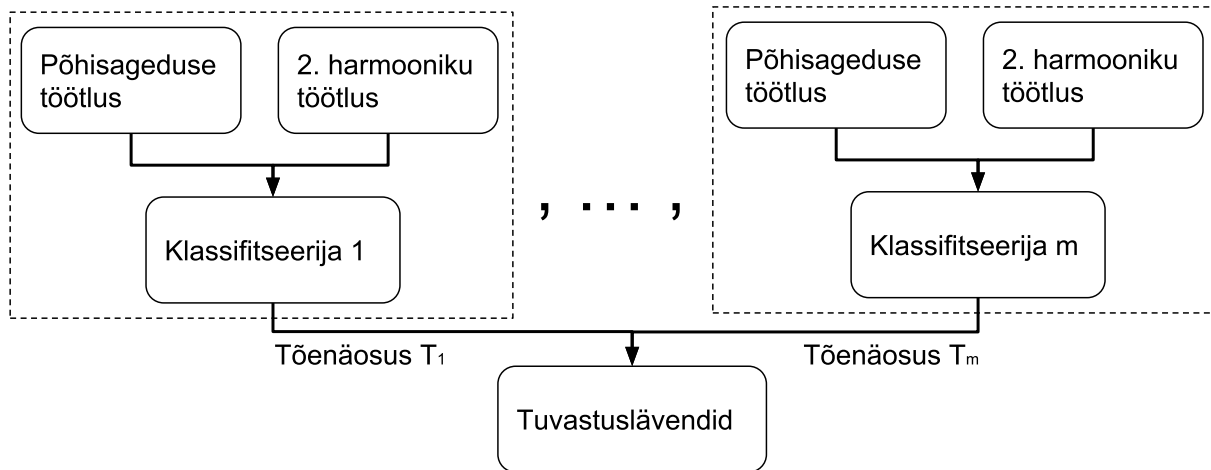 Põhisageduse
töötlus
2. harmooniku
töötlus
Klassifitseerija 1
, ... ,
Põhisageduse
töötlus
2. harmooniku
töötlus
Klassifitseerija m
Tõenäosus T₁
Tõenäosus Tₘ
Tuvastuslävendid